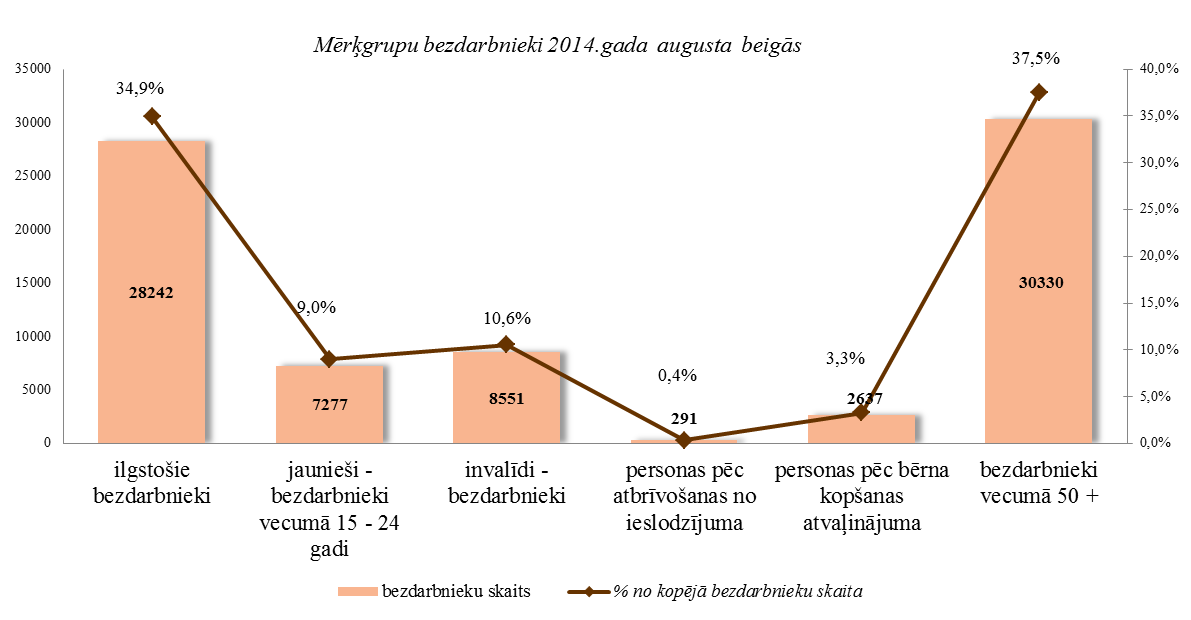 Mērķgrupu bezdarbnieki 2014.gada augusta beigās
35000
30000
25000
20000
15000
10000
5000
0
40,0%
35,0%
30,0%
25,0%
20,0%
15,0%
10,0%
5,0%
0,0%
34,9%
9,0%
10,6%
0,4%
3,3%
37,5%
28242
7277
8551
291
2637
30330
ilgstošie
bezdarbnieki
jaunieši -
bezdarbnieki
vecumā 15 - 24
gadi
invalīdi -
bezdarbnieki
personas pēc
atbrīvošanas no
ieslodzījuma
personas pēc bērna
kopšanas
atvaļinājuma
bezdarbnieki
vecumā 50 +
bezdarbnieku skaits
% no kopējā bezdarbnieku skaita